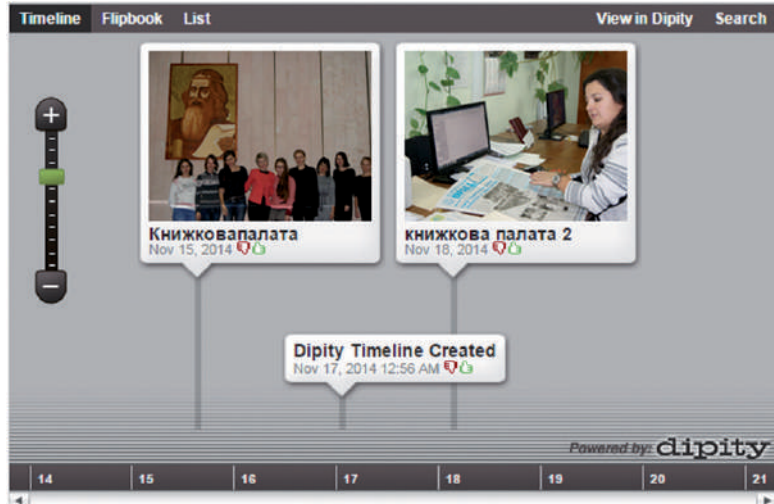 Timeline Flipbook List View in Dipity Search
Книжковапалата
Nov 15, 2014
книжкова палата 2
Nov 18, 2014
Dipity Timeline Created
Nov 17, 2014 12:56 AM
Powered by: dipity
14 15 16 17 18 19 20 21